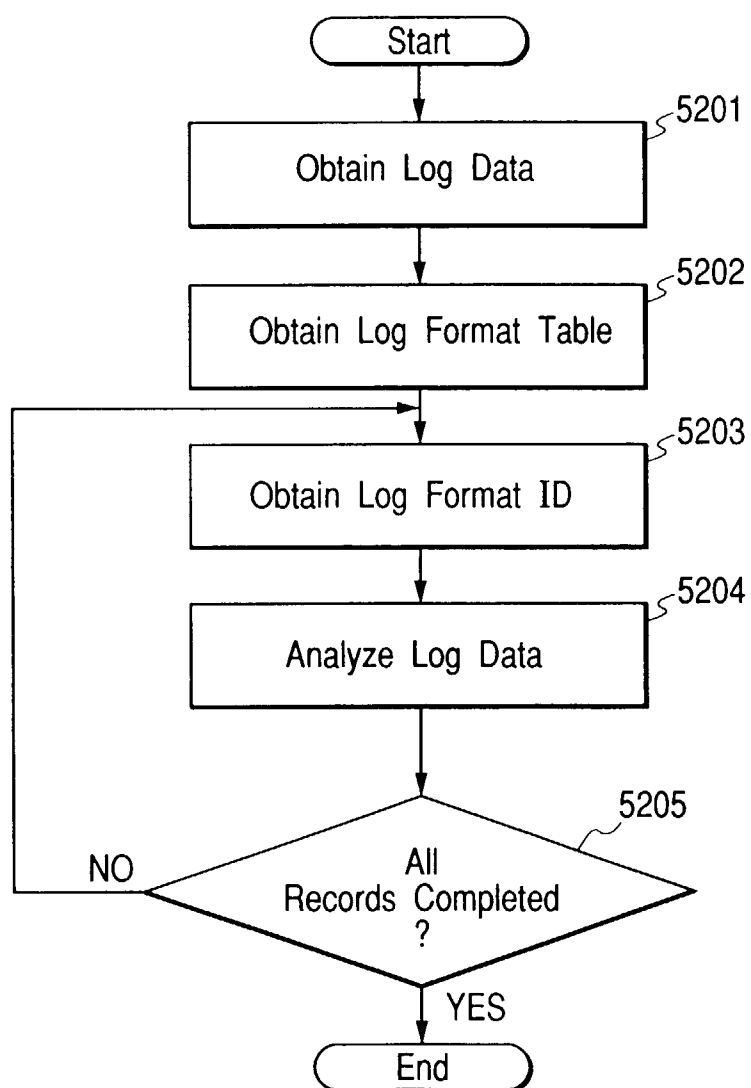 Start
5201
Obtain Log Data
5202
Obtain Log Format Table
5203
Obtain Log Format ID
5204
Analyze Log Data
5205
All
Records Completed
?
NO
YES
End